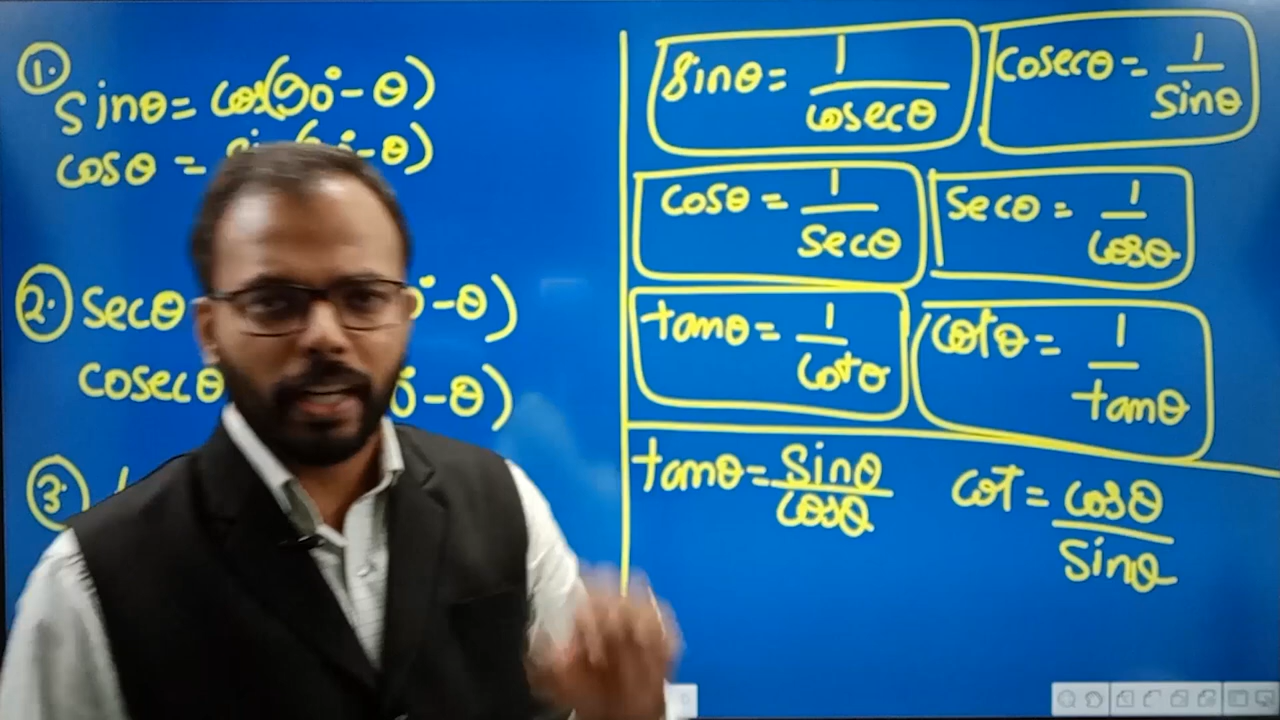 1.
sinθ = cos(90° - θ)
cosθ = - θ)
2. secθ ° - θ)
cosecθ ° - θ)
3.
sinθ = 1 / cosecθ
cosecθ = 1 / sinθ
cosθ = 1 / secθ
secθ = 1 / cosθ
tanθ = 1 / cotθ
cotθ = 1 / tanθ
tanθ = sinθ / cosθ
cot = cosθ / sinθ